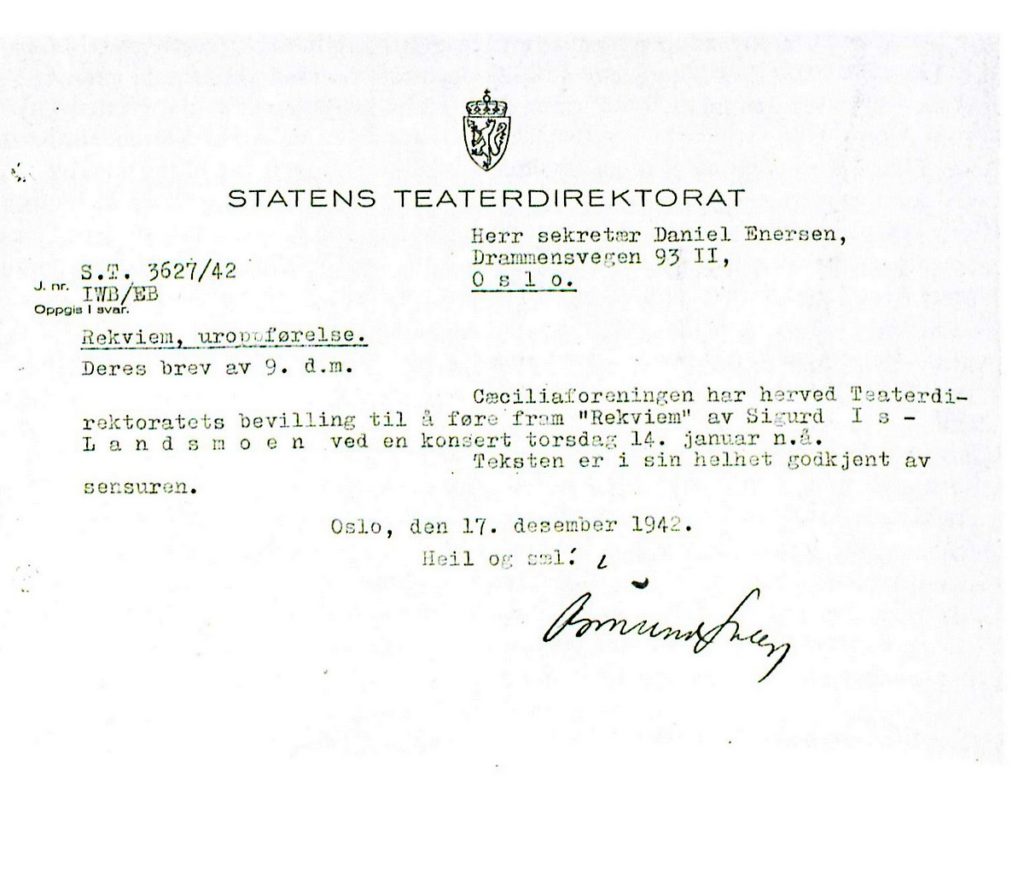 STATENS TEATERDIREKTORAT
Herr sekretær Daniel Enersen,
Drammensvegen 93 II,
O s l o.
S.T. 3627/42
J. nr. IWB/EB
Oppgis i svar.
Rekviem, uroppførelse.
Deres brev av 9. d.m.
Cæciliaforeningen har herved Teaterdi-
rektoratets bevilling til å føre fram "Rekviem" av Sigurd I s -
L a n d s m o e n ved en konsert torsdag 14. januar n.å.
Teksten er i sin helhet godkjent av
sensuren.
Oslo, den 17. desember 1942.
Heil og sæl!